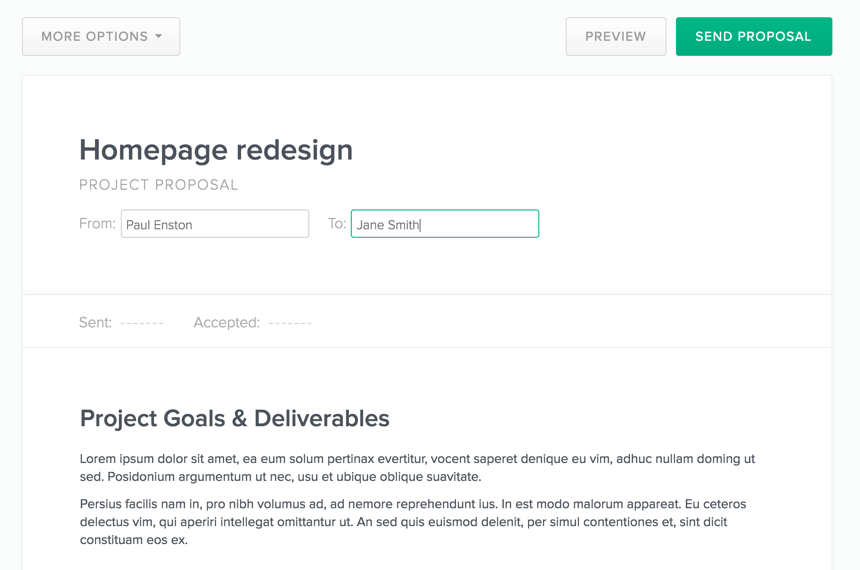 MORE OPTIONS PREVIEW SEND PROPOSAL
Homepage redesign
PROJECT PROPOSAL
From: Paul Enston To: Jane Smith
Sent: ------- Accepted: -------
Project Goals & Deliverables
Lorem ipsum dolor sit amet, ea eum solum pertinax evertitur, vocent saperet denique eu vim, adhuc nullam doming ut
sed. Posidonium argumentum ut nec, usu et ubique oblique suavitate.
Persius facilis nam in, pro nibh volumus ad, ad nemore reprehendunt ius. In est modo malorum appareat. Eu ceteros
delectus vim, qui aperiri intellegat omittantur ut. An sed quis euismod delenit, per simul contentiones et, sint dicit
constituam eos ex.